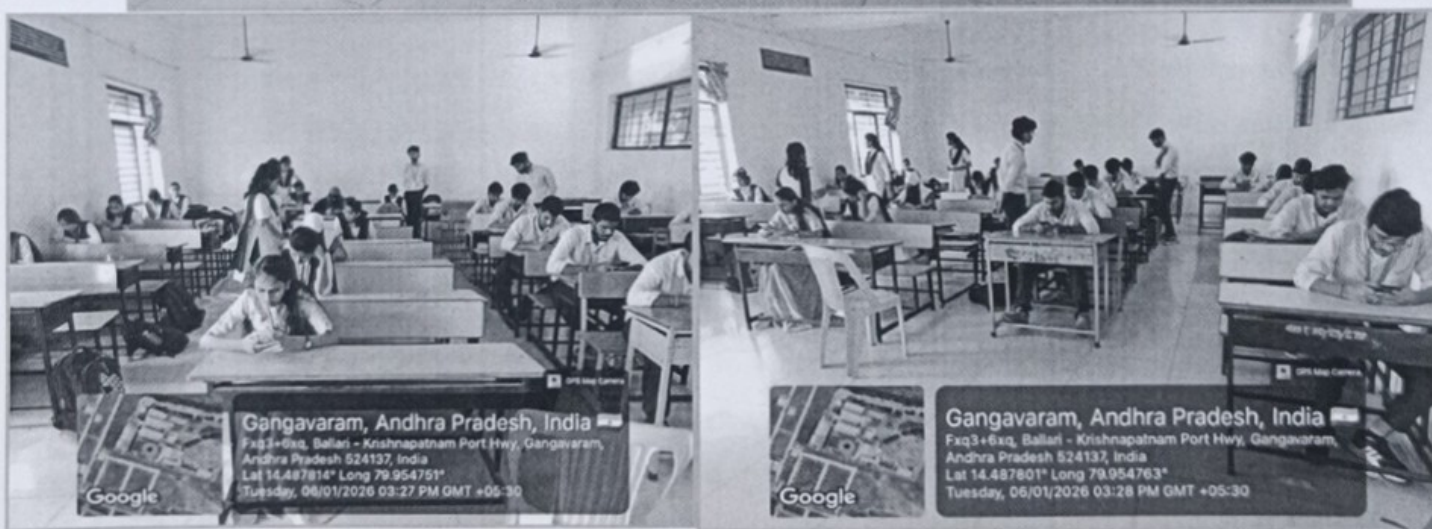 GPS Map Camera
Gangavaram, Andhra Pradesh, India
Fxq3+6xq, Ballari - Krishnapatnam Port Hwy, Gangavaram,
Andhra Pradesh 524137, India
Lat 14.487814° Long 79.954751°
Tuesday, 06/01/2026 03:27 PM GMT +05:30
Google
GPS Map Camera
Gangavaram, Andhra Pradesh, India
Fxq3+6xq, Ballari - Krishnapatnam Port Hwy, Gangavaram,
Andhra Pradesh 524137, India
Lat 14.487801° Long 79.954763°
Tuesday, 06/01/2026 03:28 PM GMT +05:30
Google